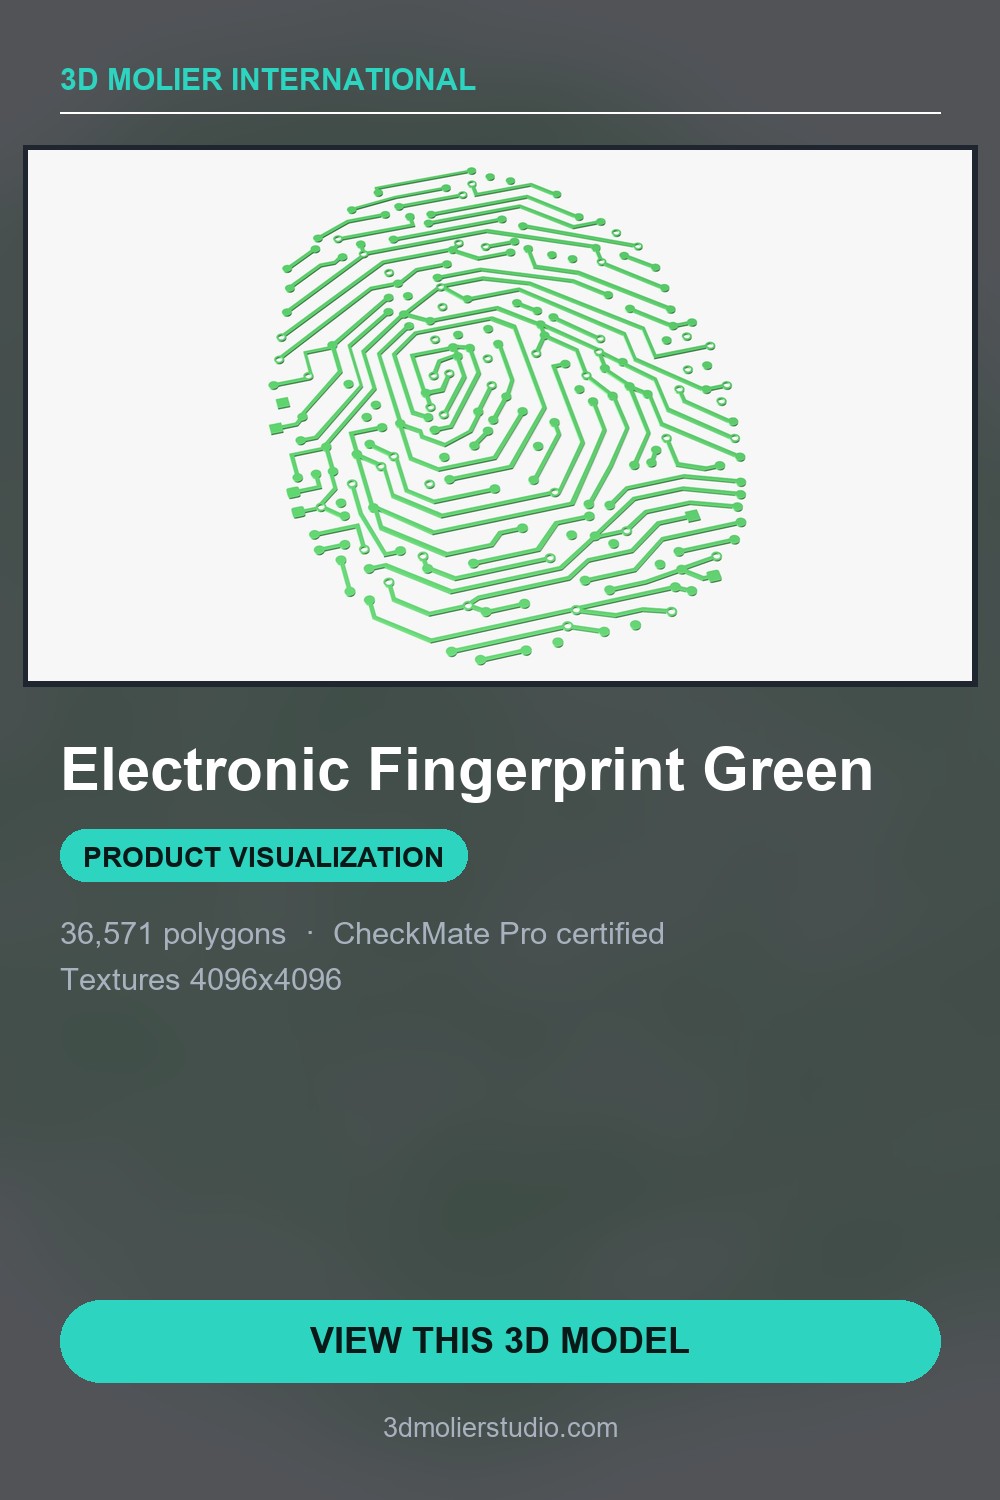 3D MOLIER INTERNATIONAL
Electronic Fingerprint Green
PRODUCT VISUALIZATION
36,571 polygons · CheckMate Pro certified
Textures 4096x4096
VIEW THIS 3D MODEL
3dmolierstudio.com